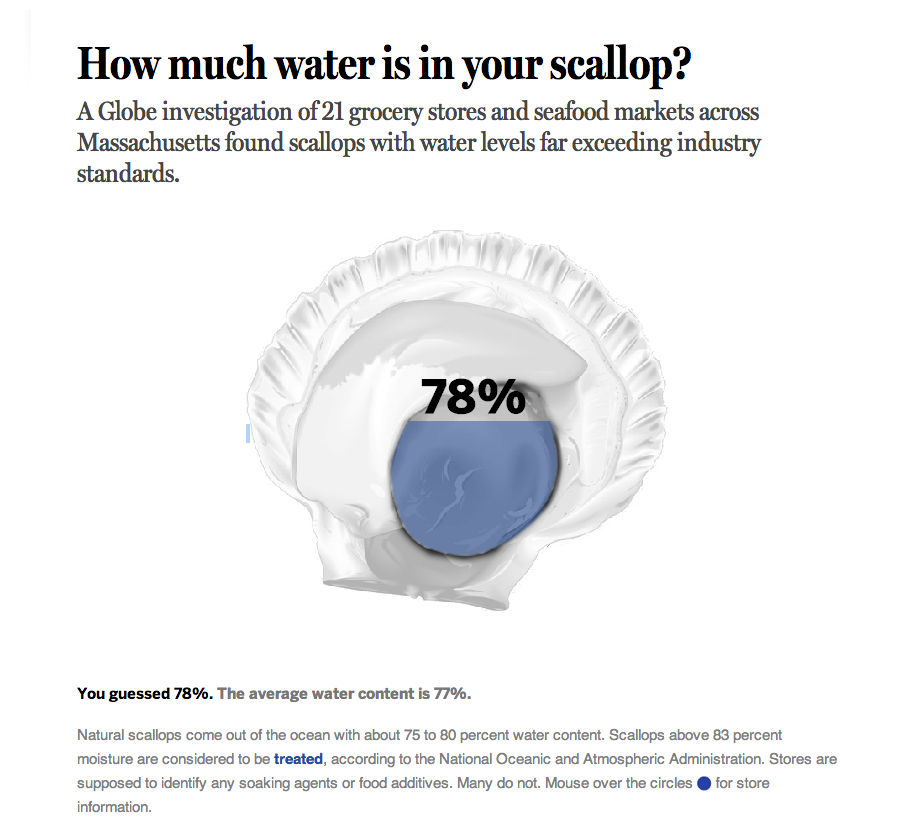 How much water is in your scallop?
A Globe investigation of 21 grocery stores and seafood markets across
Massachusetts found scallops with water levels far exceeding industry
standards.
78%
You guessed 78%. The average water content is 77%.
Natural scallops come out of the ocean with about 75 to 80 percent water content. Scallops above 83 percent
moisture are considered to be treated, according to the National Oceanic and Atmospheric Administration. Stores are
supposed to identify any soaking agents or food additives. Many do not. Mouse over the circles for store
information.